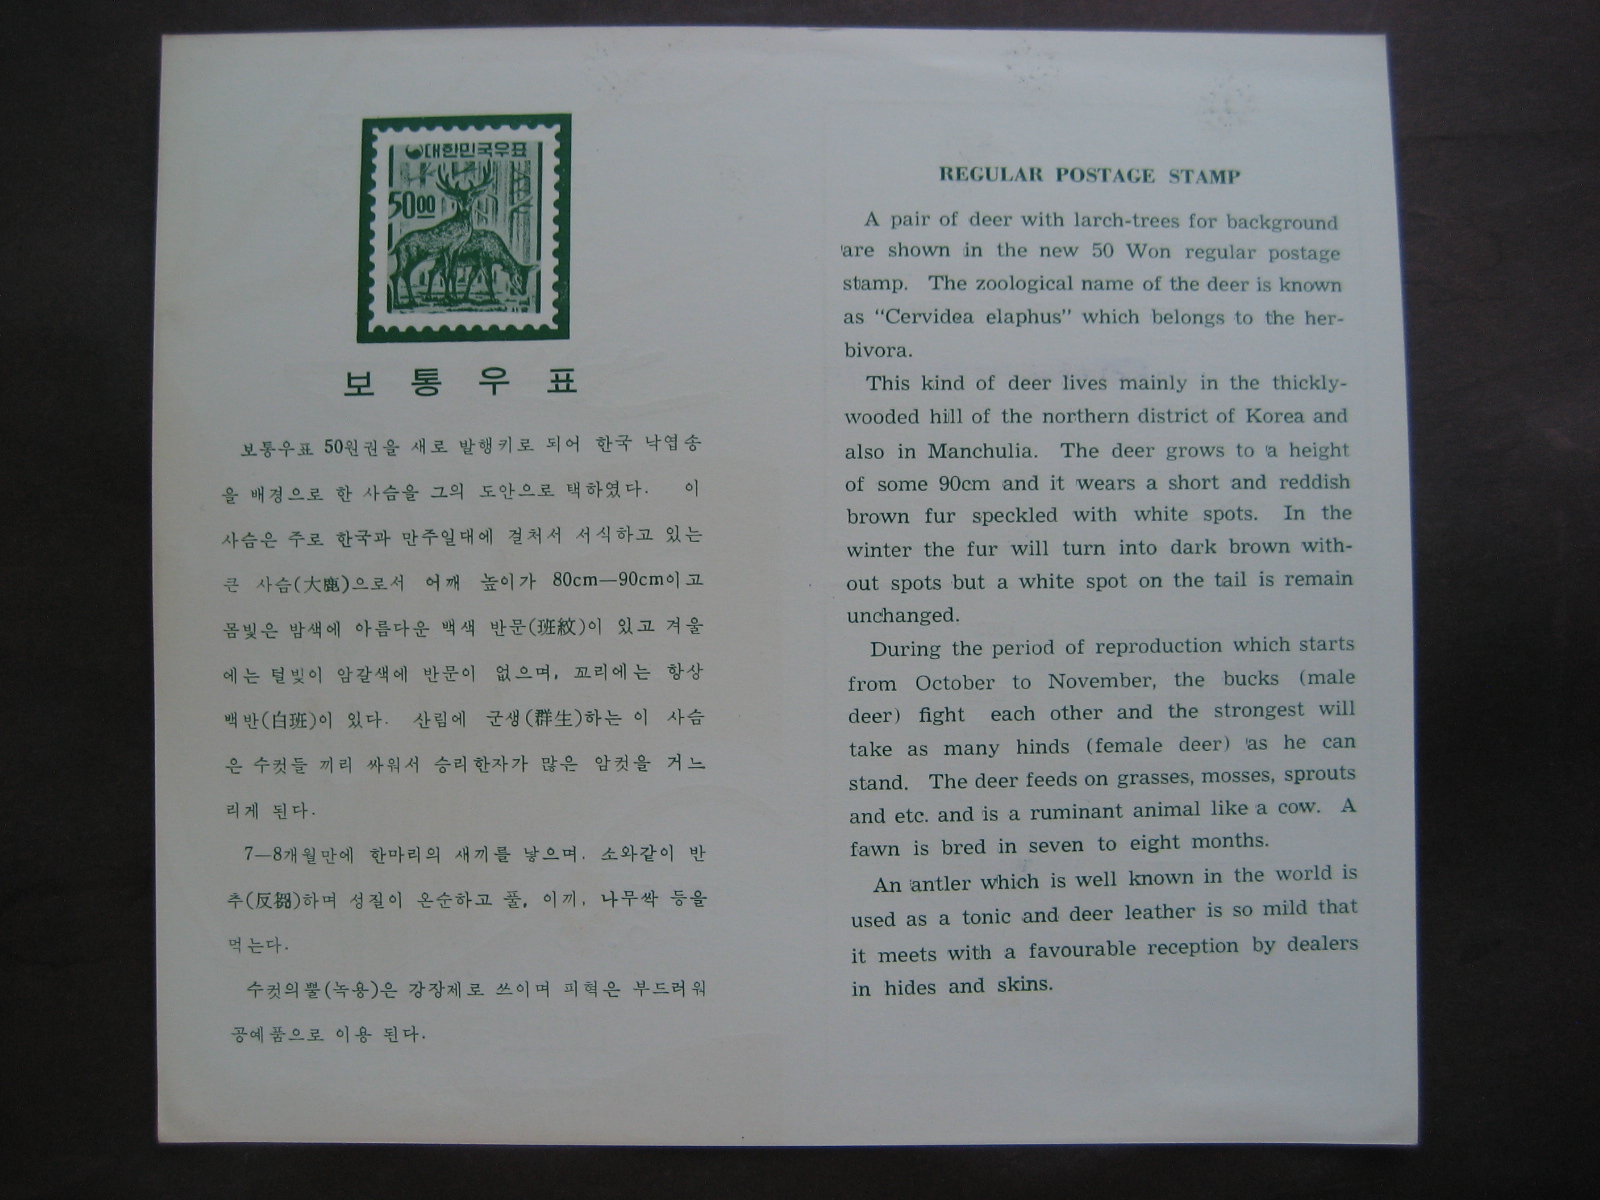 대한민국우표
50 00
사슴
보통우표
보통우표 50원권을 새로 발행키로 되어 한국 낙엽송
을 배경으로 한 사슴을 그의 도안으로 택하였다. 이
사슴은 주로 한국과 만주일대에 걸처서 서식하고 있는
큰 사슴(大鹿)으로서 어깨 높이가 80cm—90cm이고
몸빛은 밤색에 아름다운 백색 반문(班紋)이 있고 겨울
에는 털빛이 암갈색에 반문이 없으며, 꼬리에는 항상
백반(白班)이 있다. 산림에 군생(群生)하는 이 사슴
은 수컷들 끼리 싸워서 승리한자가 많은 암컷을 거느
리게 된다.
7—8개월만에 한마리의 새끼를 낳으며, 소와같이 반
추(反芻)하며 성질이 온순하고 풀, 이끼, 나무싹 등을
먹는다.
수컷의뿔(녹용)은 강장제로 쓰이며 피혁은 부드러워
공예품으로 이용 된다.
REGULAR POSTAGE STAMP
A pair of deer with larch-trees for background
are shown in the new 50 Won regular postage
stamp. The zoological name of the deer is known
as "Cervidea elaphus" which belongs to the her-
bivora.
This kind of deer lives mainly in the thickly-
wooded hill of the northern district of Korea and
also in Manchulia. The deer grows to a height
of some 90cm and it wears a short and reddish
brown fur speckled with white spots. In the
winter the fur will turn into dark brown with-
out spots but a white spot on the tail is remain
unchanged.
During the period of reproduction which starts
from October to November, the bucks (male
deer) fight each other and the strongest will
take as many hinds (female deer) as he can
stand. The deer feeds on grasses, mosses, sprouts
and etc. and is a ruminant animal like a cow. A
fawn is bred in seven to eight months.
An antler which is well known in the world is
used as a tonic and deer leather is so mild that
it meets with a favourable reception by dealers
in hides and skins.